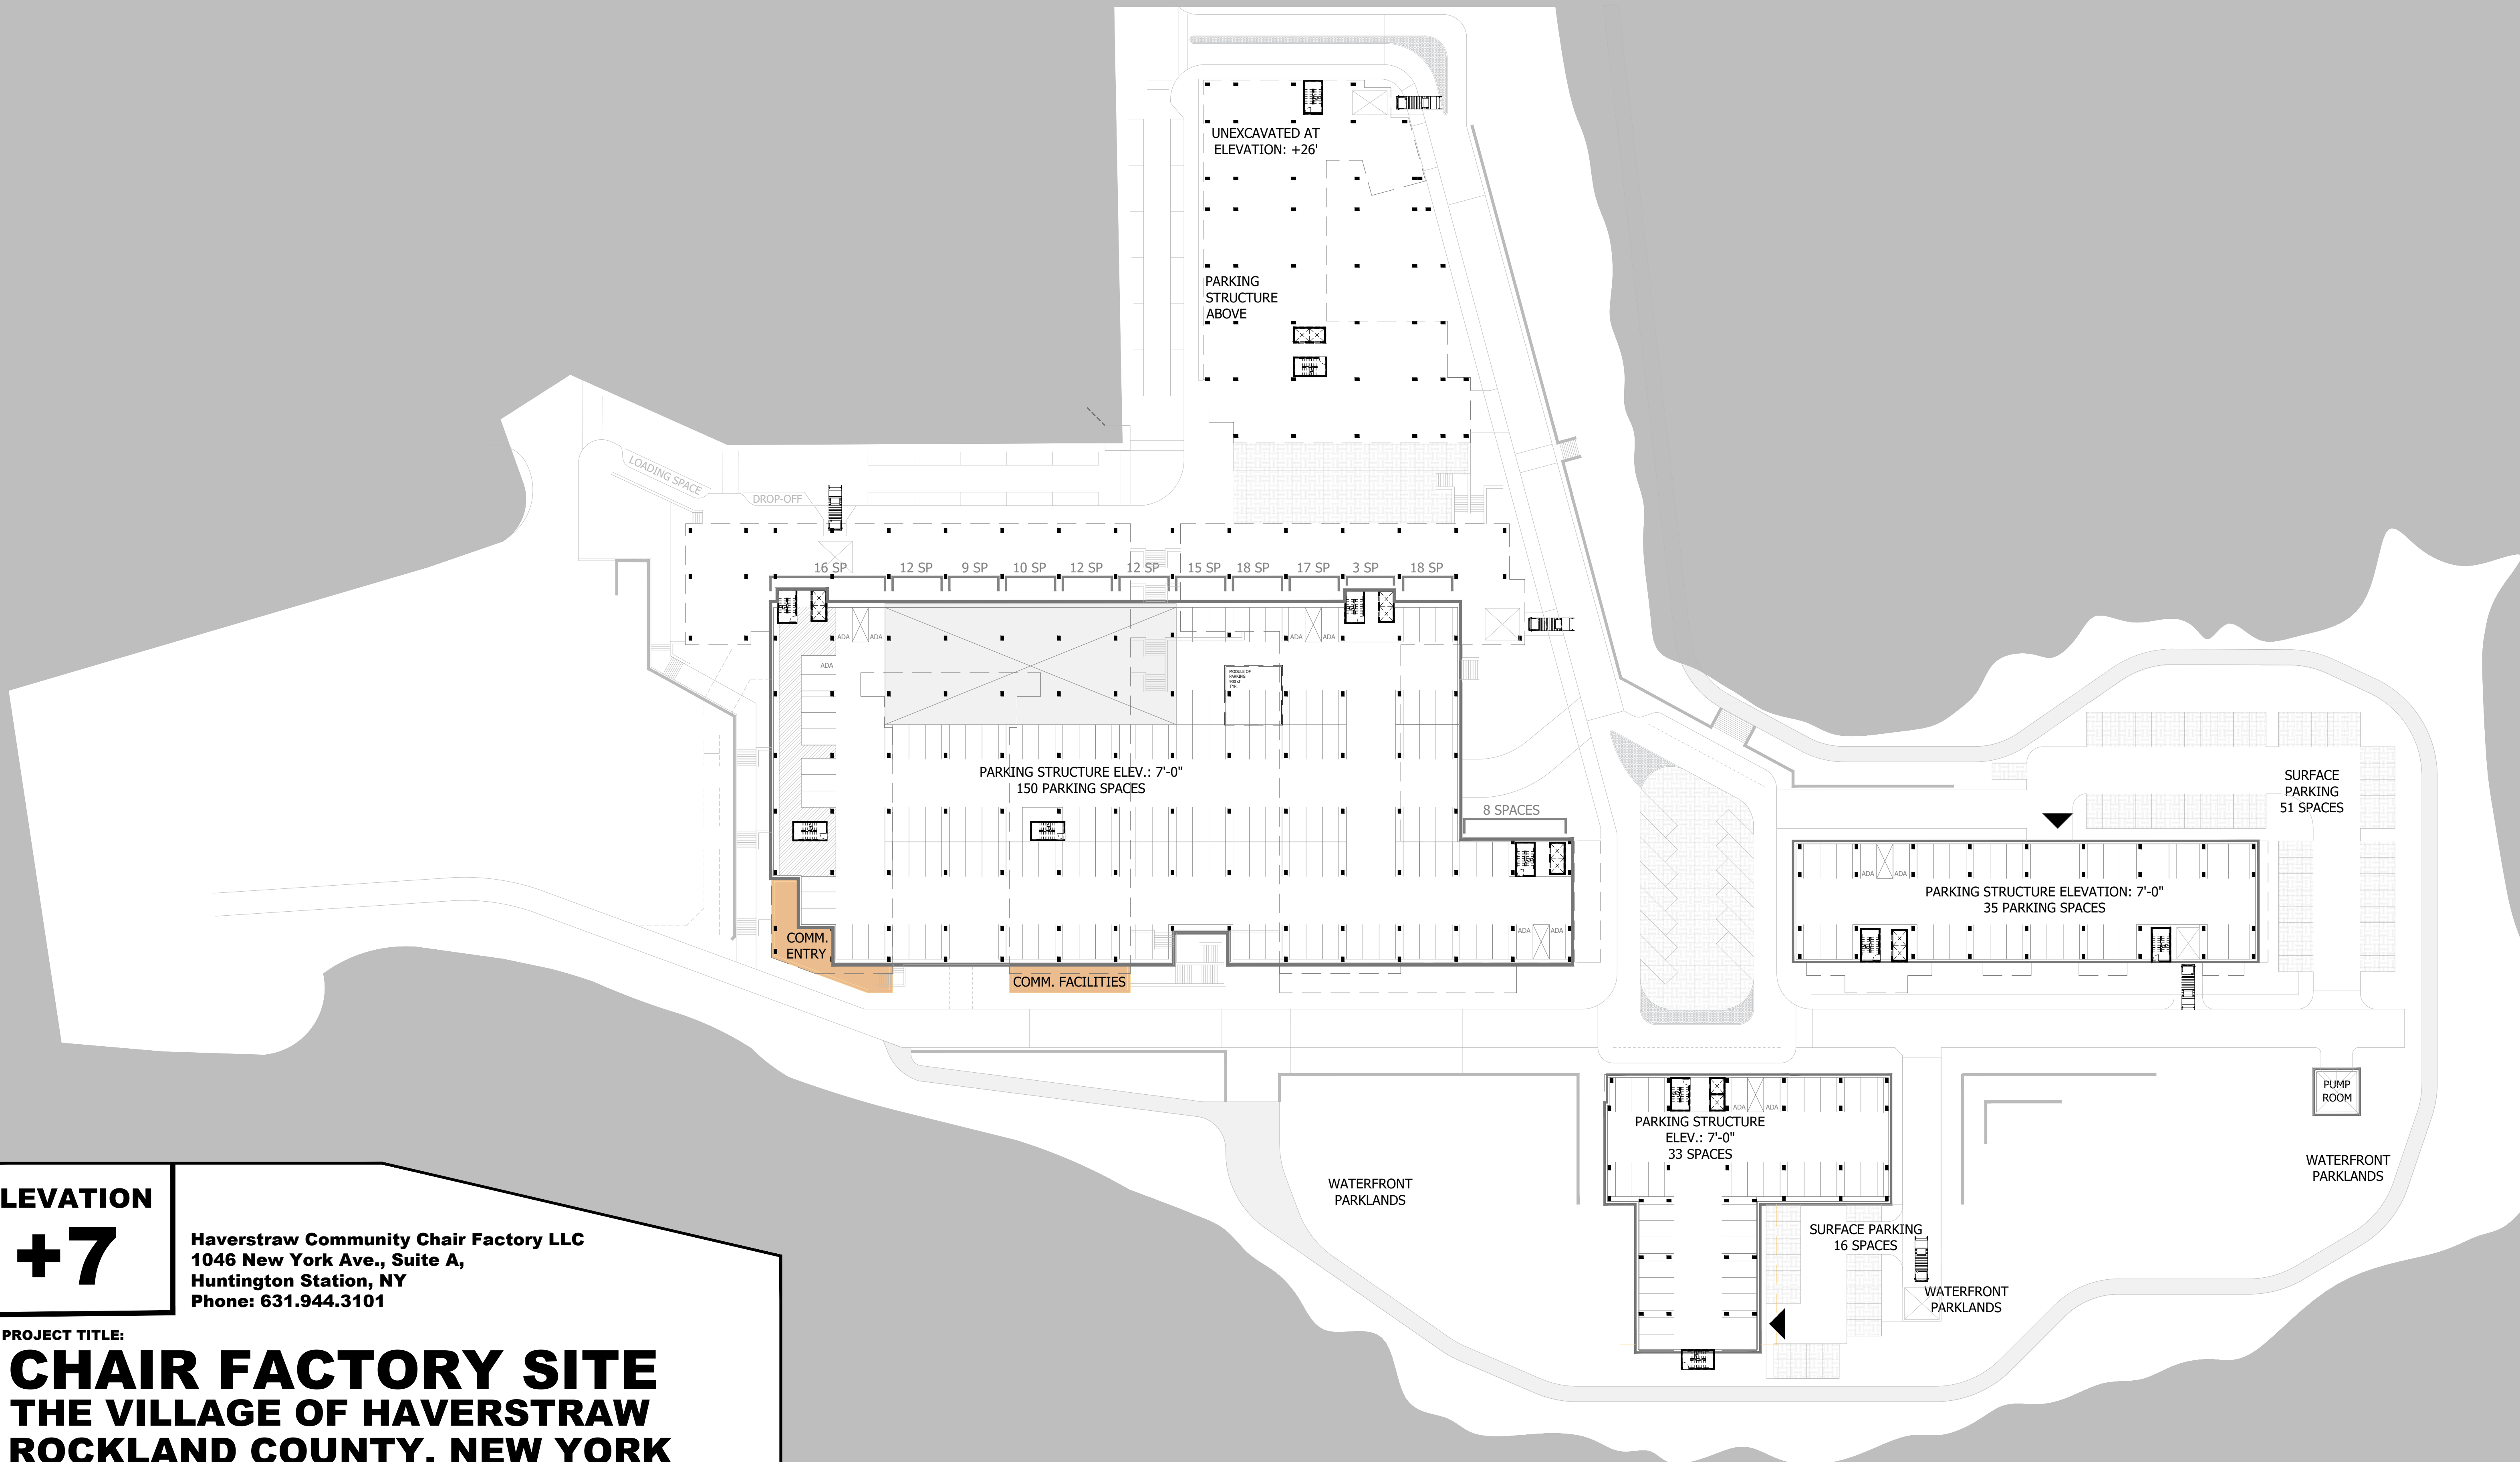 UNEXCAVATED AT
ELEVATION: +26'
PARKING
STRUCTURE
ABOVE
LOADING SPACE
DROP-OFF
16 SP
12 SP
9 SP
10 SP
12 SP
12 SP
15 SP
18 SP
17 SP
3 SP
18 SP
ADA
ADA
ADA
ADA
ADA
MODULE OF
PARKING
900 sf
TYP.
PARKING STRUCTURE ELEV.: 7'-0"
150 PARKING SPACES
8 SPACES
SURFACE
PARKING
51 SPACES
ADA
ADA
PARKING STRUCTURE ELEVATION: 7'-0"
35 PARKING SPACES
COMM.
ENTRY
ADA
ADA
COMM. FACILITIES
PUMP
ROOM
ADA
ADA
PARKING STRUCTURE
ELEV.: 7'-0"
33 SPACES
WATERFRONT
PARKLANDS
WATERFRONT
PARKLANDS
SURFACE PARKING
16 SPACES
WATERFRONT
PARKLANDS
LEVATION
+7
Haverstraw Community Chair Factory LLC
1046 New York Ave., Suite A,
Huntington Station, NY
Phone: 631.944.3101
PROJECT TITLE:
CHAIR FACTORY SITE
THE VILLAGE OF HAVERSTRAW
ROCKLAND COUNTY, NEW YORK